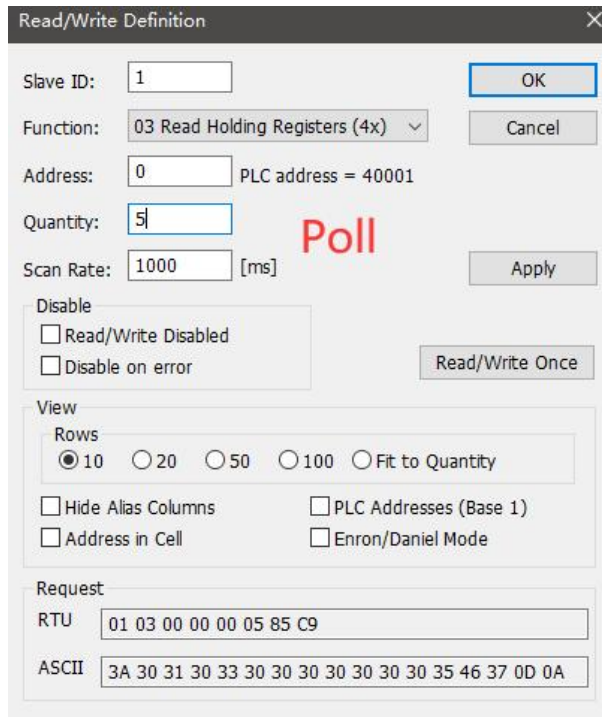 Read/Write Definition
Slave ID: 1 OK
Function: 03 Read Holding Registers (4x) Cancel
Address: 0 PLC address = 40001
Quantity: 5
Poll
Scan Rate: 1000 [ms] Apply
Disable
Read/Write Disabled
Disable on error
Read/Write Once
View
Rows
10 20 50 100 Fit to Quantity
Hide Alias Columns PLC Addresses (Base 1)
Address in Cell Enron/Daniel Mode
Request
RTU 01 03 00 00 00 05 85 C9
ASCII 3A 30 31 30 33 30 30 30 30 30 30 30 35 46 37 0D 0A